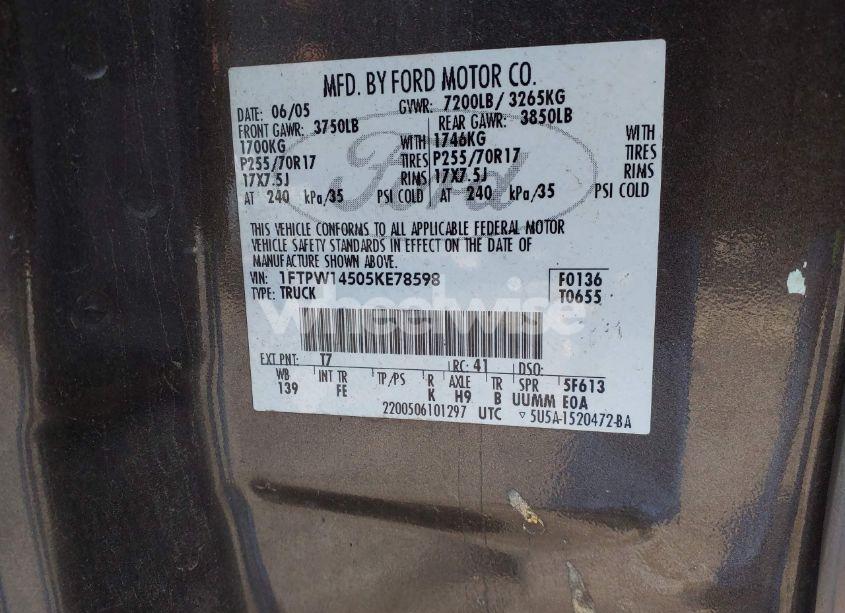 MFD. BY FORD MOTOR CO.
DATE: 06/05 GVWR: 7200LB/ 3265KG
FRONT GAWR: 3750LB REAR GAWR: 3850LB
1700KG WITH 1746KG WITH
P255/70R17 TIRES P255/70R17 TIRES
17X7.5J RIMS 17X7.5J RIMS
AT 240 kPa/35 PSI COLD AT 240 kPa/35 PSI COLD
Ford
THIS VEHICLE CONFORMS TO ALL APPLICABLE FEDERAL MOTOR
VEHICLE SAFETY STANDARDS IN EFFECT ON THE DATE OF
MANUFACTURE SHOWN ABOVE.
VIN: 1FTPW14505KE78598 F0136
TYPE: TRUCK T0655
wheelwise
EXT PNT: T7 RC: 41 DSO:
WB INT TR TP/PS R AXLE TR SPR 5F613
139 FE K H9 B UUMM EOA
2200506101297 UTC ▽ 5U5A-1520472-BA